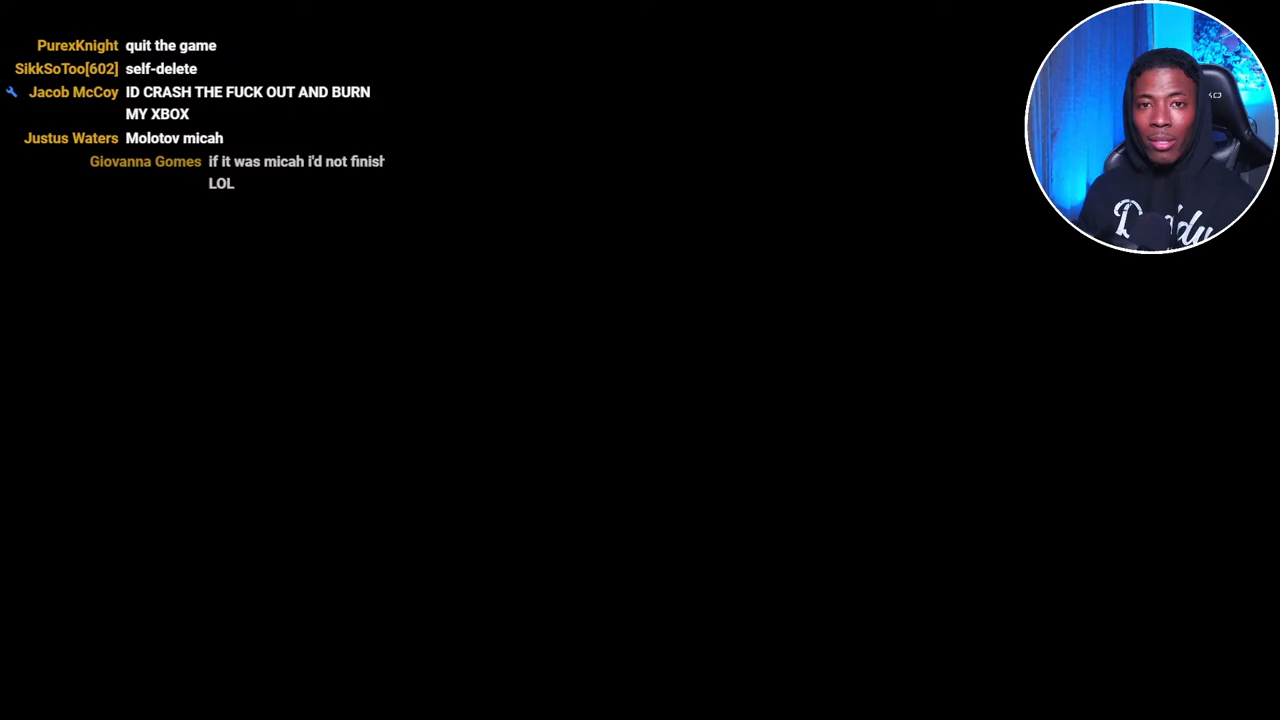 PurexKnight quit the game
SikkSoToo[602] self-delete
Jacob McCoy ID CRASH THE FUCK OUT AND BURN
MY XBOX
Justus Waters Molotov micah
Giovanna Gomes if it was micah i'd not finish
LOL